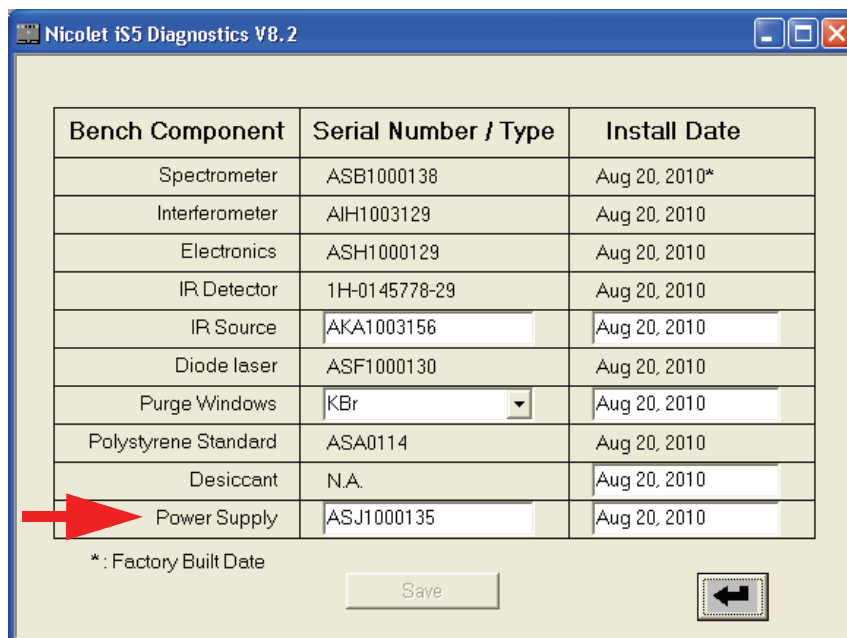 Nicolet iS5 Diagnostics V8.2
Bench Component Serial Number / Type Install Date
Spectrometer ASB1000138 Aug 20, 2010*
Interferometer AIH1003129 Aug 20, 2010
Electronics ASH1000129 Aug 20, 2010
IR Detector 1H-0145778-29 Aug 20, 2010
IR Source AKA1003156 Aug 20, 2010
Diode laser ASF1000130 Aug 20, 2010
Purge Windows KBr Aug 20, 2010
Polystyrene Standard ASA0114 Aug 20, 2010
Desiccant N.A. Aug 20, 2010
Power Supply ASJ1000135 Aug 20, 2010
* : Factory Built Date
Save